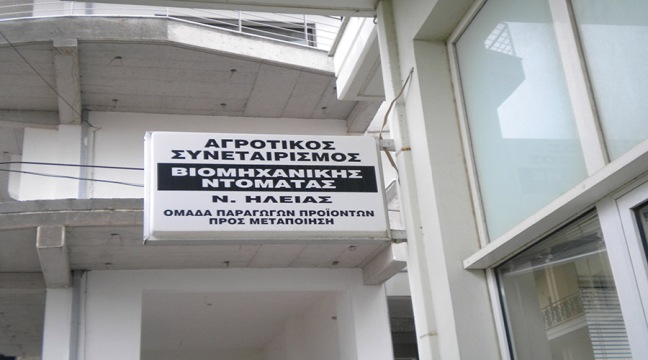 ΑΓΡΟΤΙΚΟΣ
ΣΥΝΕΤΑΙΡΙΣΜΟΣ
ΒΙΟΜΗΧΑΝΙΚΗΣ
ΝΤΟΜΑΤΑΣ
Ν. ΗΛΕΙΑΣ
ΟΜΑΔΑ ΠΑΡΑΓΩΓΩΝ ΠΡΟΪΟΝΤΩΝ
ΠΡΟΣ ΜΕΤΑΠΟΙΗΣΗ